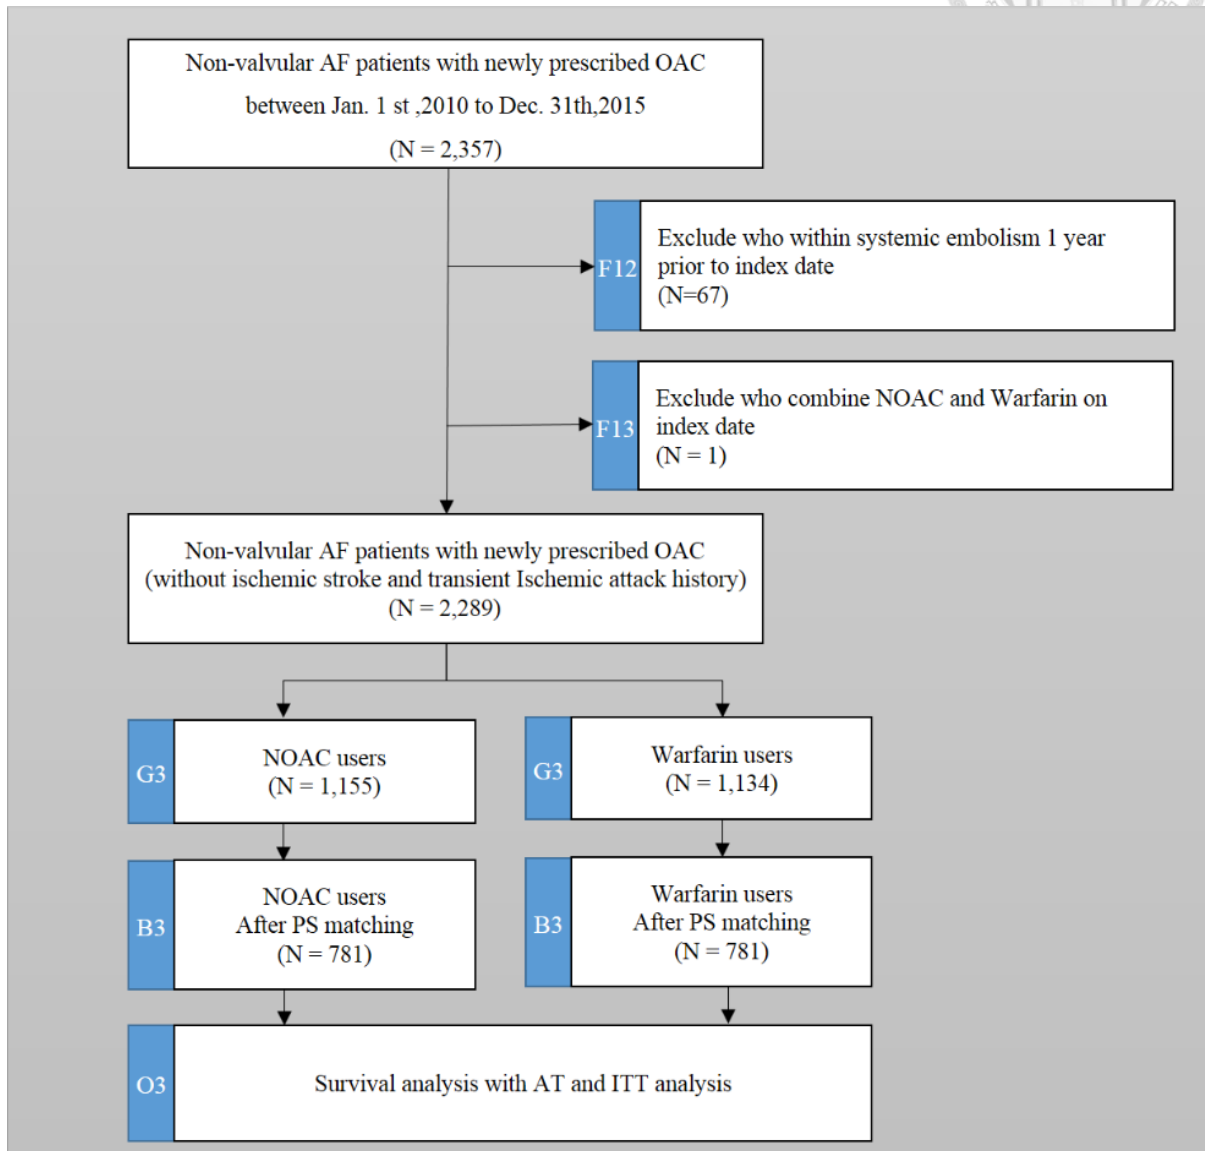 Non-valvular AF patients with newly prescribed OAC
between Jan. 1 st ,2010 to Dec. 31th,2015
(N = 2,357)
F12
Exclude who within systemic embolism 1 year
prior to index date
(N=67)
F13
Exclude who combine NOAC and Warfarin on
index date
(N = 1)
Non-valvular AF patients with newly prescribed OAC
(without ischemic stroke and transient Ischemic attack history)
(N = 2,289)
G3
NOAC users
(N = 1,155)
G3
Warfarin users
(N = 1,134)
B3
NOAC users
After PS matching
(N = 781)
B3
Warfarin users
After PS matching
(N = 781)
O3
Survival analysis with AT and ITT analysis